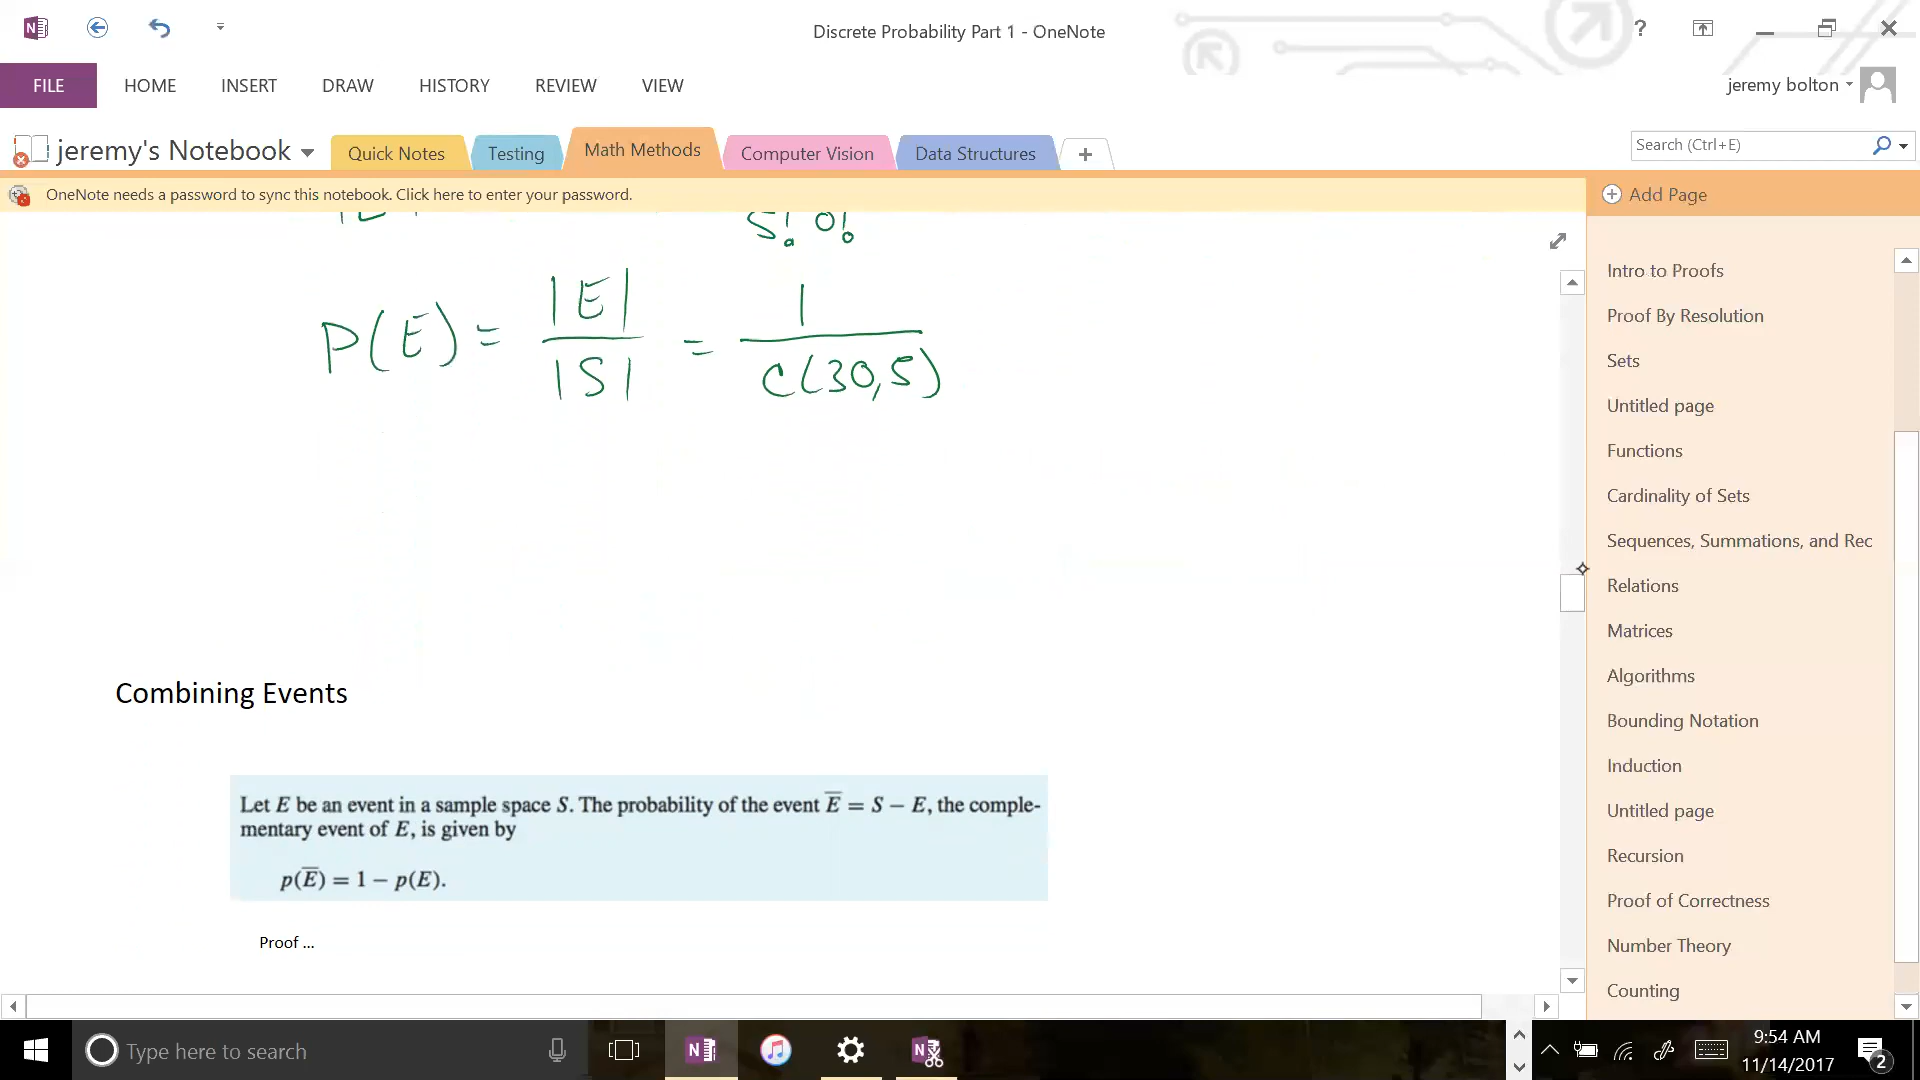 Discrete Probability Part 1 - OneNote
?
FILE HOME INSERT DRAW HISTORY REVIEW VIEW
jeremy bolton
jeremy's Notebook
Quick Notes Testing Math Methods Computer Vision Data Structures +
Search (Ctrl+E)
OneNote needs a password to sync this notebook. Click here to enter your password.
Add Page
5! 0!
P(E) = |E| / |S| = 1 / C(30,5)
Combining Events
Let E be an event in a sample space S. The probability of the event E̅ = S − E, the comple-
mentary event of E, is given by
p(E̅) = 1 − p(E).
Proof ...
Intro to Proofs
Proof By Resolution
Sets
Untitled page
Functions
Cardinality of Sets
Sequences, Summations, and Rec
Relations
Matrices
Algorithms
Bounding Notation
Induction
Untitled page
Recursion
Proof of Correctness
Number Theory
Counting
Type here to search
9:54 AM
11/14/2017
2